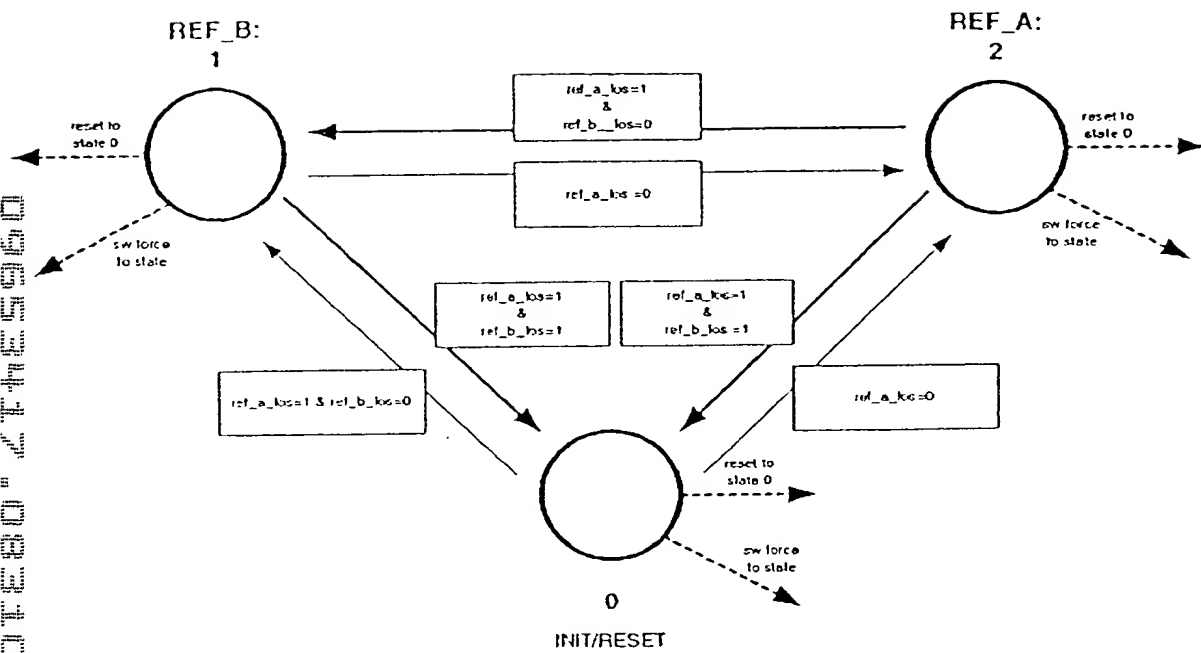 REF_B:
1
REF_A:
2
ref_a_los=1
&
ref_b__los=0
reset to
state 0
reset to
state 0
ref_a_los =0
sw force
to state
sw force
to state
ref_a_los=1
&
ref_b_los=1
ref_a_los=1
&
ref_b_los =1
ref_a_los=1 & ref_b_los=0
ref_a_los=0
reset to
state 0
sw force
to state
0
INIT/RESET